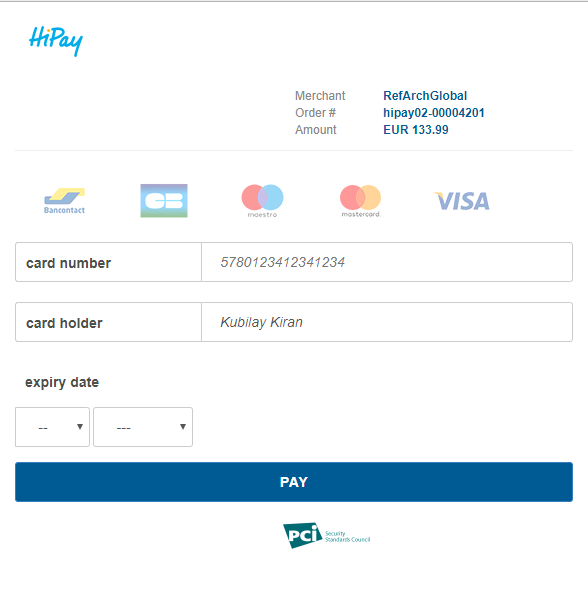 HiPay
Merchant RefArchGlobal
Order # hipay02-00004201
Amount EUR 133.99
Bancontact CB maestro mastercard. VISA
card number 5780123412341234
card holder Kubilay Kiran
expiry date
-- ---
PAY
PCi Security
Standards Council